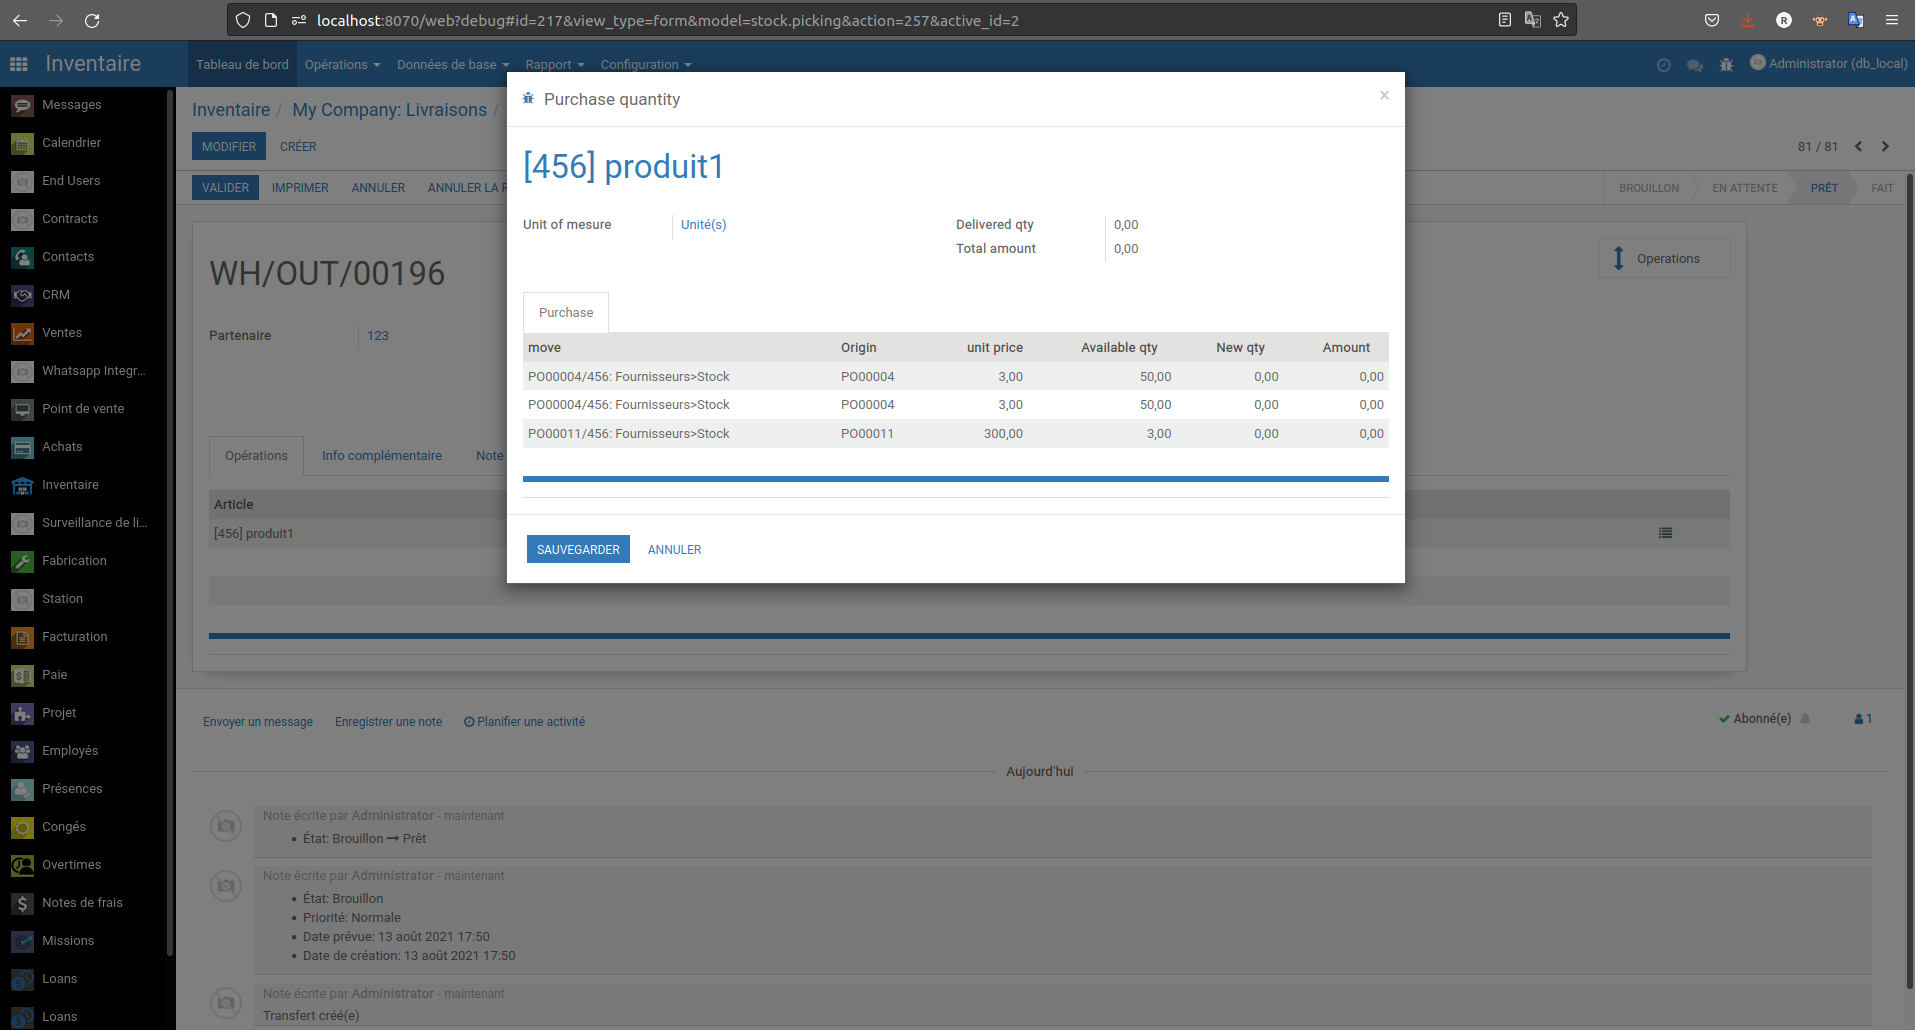 localhost:8070/web?debug#id=217&view_type=form&model=stock.picking&action=257&active_id=2
Inventaire
Tableau de bord
Opérations
Données de base
Rapport
Configuration
Administrator (db_local)
Messages
Calendrier
End Users
Contracts
Contacts
CRM
Ventes
Whatsapp Integr...
Point de vente
Achats
Inventaire
Surveillance de li...
Fabrication
Station
Facturation
Paie
Projet
Employés
Présences
Congés
Overtimes
Notes de frais
Missions
Loans
Loans
Inventaire / My Company: Livraisons /
MODIFIER CRÉER
81 / 81
VALIDER IMPRIMER ANNULER ANNULER LA R
BROUILLON EN ATTENTE PRÊT FAIT
WH/OUT/00196
Operations
Partenaire 123
Opérations Info complémentaire Note
Article
[456] produit1
Purchase quantity
×
[456] produit1
Unit of mesure Unité(s)
Delivered qty 0,00
Total amount 0,00
Purchase
move Origin unit price Available qty New qty Amount
PO00004/456: Fournisseurs>Stock PO00004 3,00 50,00 0,00 0,00
PO00004/456: Fournisseurs>Stock PO00004 3,00 50,00 0,00 0,00
PO00011/456: Fournisseurs>Stock PO00011 300,00 3,00 0,00 0,00
SAUVEGARDER ANNULER
Envoyer un message Enregistrer une note Planifier une activité
Abonné(e) 1
Aujourd'hui
Note écrite par Administrator - maintenant
• État: Brouillon → Prêt
Note écrite par Administrator - maintenant
• État: Brouillon
• Priorité: Normale
• Date prévue: 13 août 2021 17:50
• Date de création: 13 août 2021 17:50
Note écrite par Administrator - maintenant
Transfert créé(e)